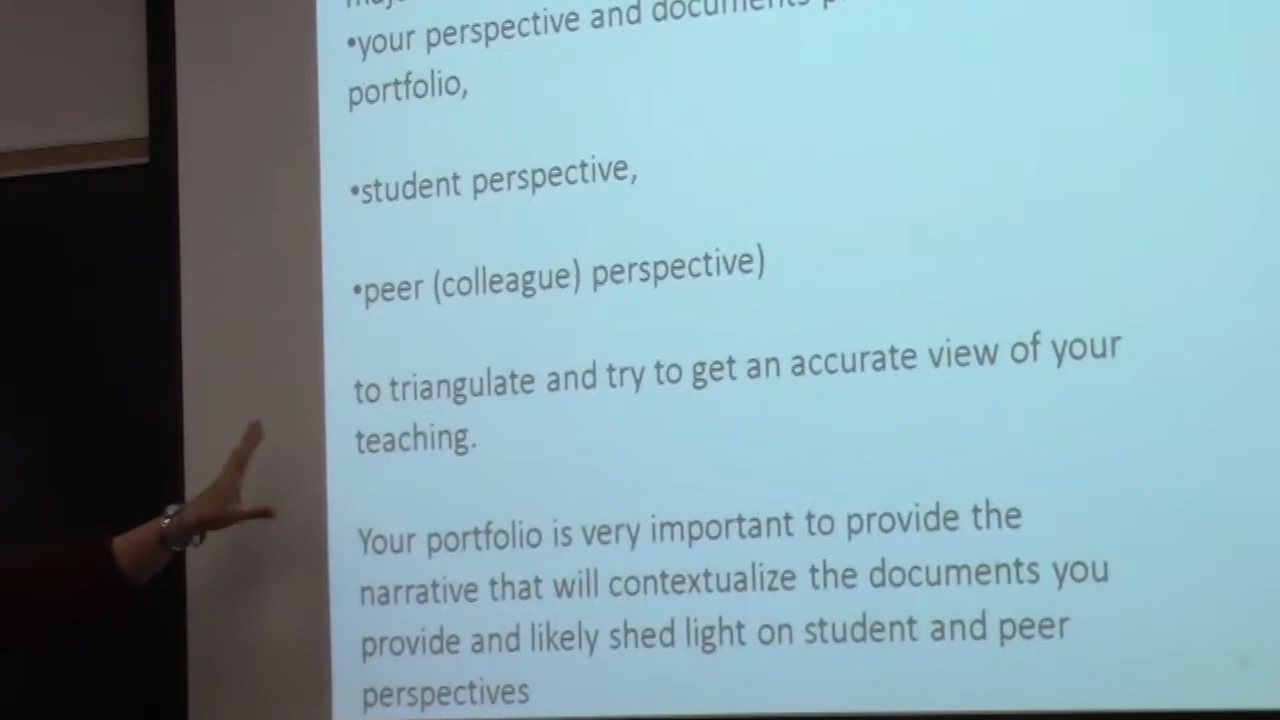 •your perspective and documents
portfolio,
•student perspective,
•peer (colleague) perspective)
to triangulate and try to get an accurate view of your
teaching.
Your portfolio is very important to provide the
narrative that will contextualize the documents you
provide and likely shed light on student and peer
perspectives